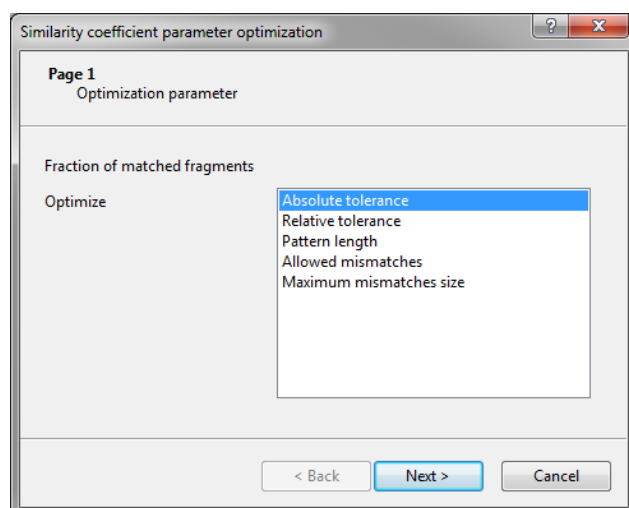 Similarity coefficient parameter optimization
Page 1
Optimization parameter
Fraction of matched fragments
Optimize
Absolute tolerance
Relative tolerance
Pattern length
Allowed mismatches
Maximum mismatches size
< Back Next > Cancel